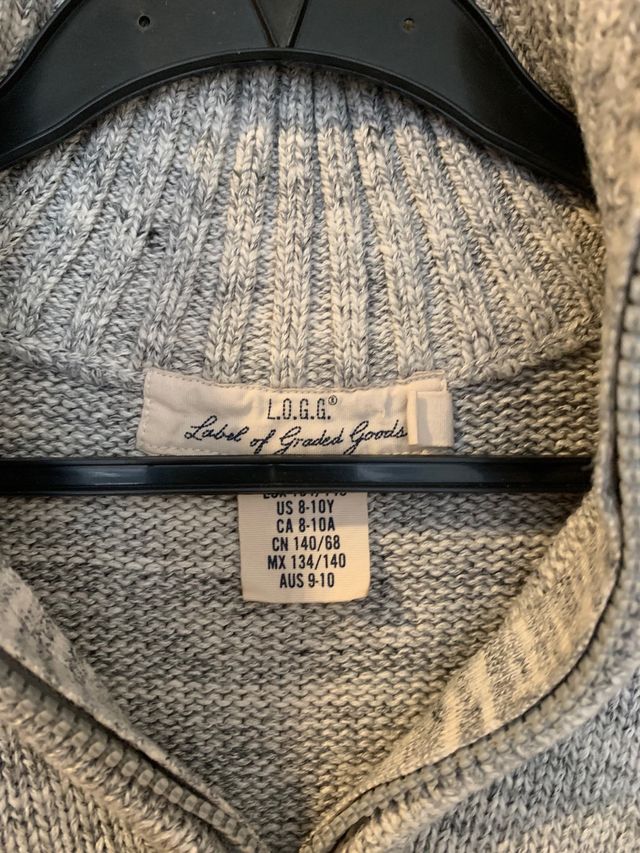 L.O.G.G.®
Label of Graded Goods
US 8-10Y
CA 8-10A
CN 140/68
MX 134/140
AUS 9-10